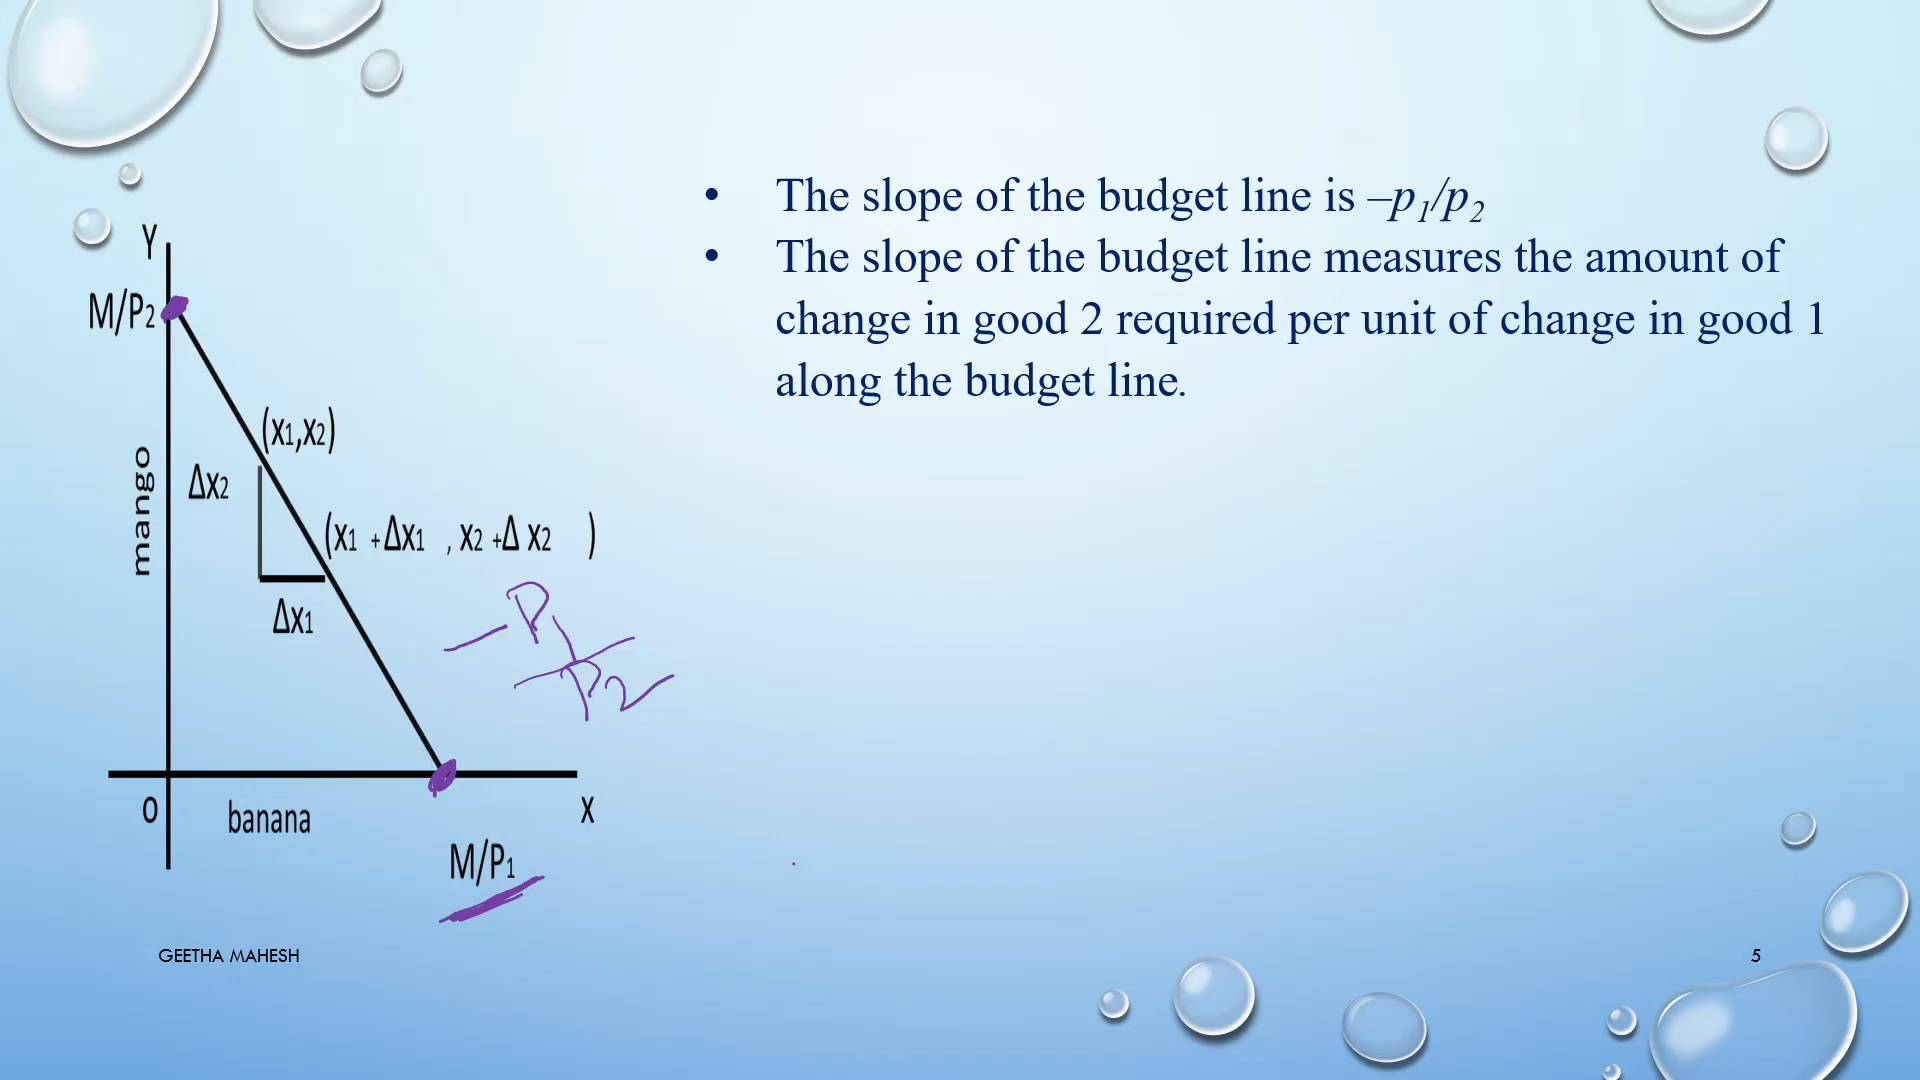 • The slope of the budget line is –p₁/p₂
• The slope of the budget line measures the amount of
change in good 2 required per unit of change in good 1
along the budget line.
Y
M/P₂
(x₁,x₂)
mango
Δx₂
(x₁ +Δx₁ , x₂ +Δ x₂ )
Δx₁
–P₁
P₂
O
banana
X
M/P₁
GEETHA MAHESH
5